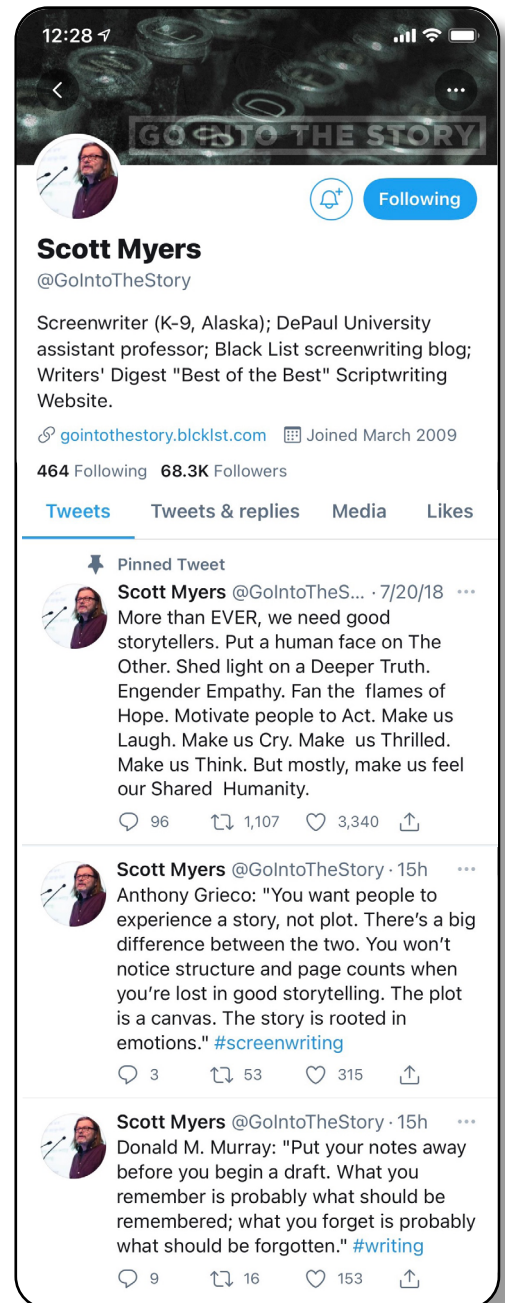 12:28
GO INTO THE STORY
Following
Scott Myers
@GoIntoTheStory
Screenwriter (K-9, Alaska); DePaul University
assistant professor; Black List screenwriting blog;
Writers' Digest "Best of the Best" Scriptwriting
Website.
gointothestory.blcklst.com Joined March 2009
464 Following 68.3K Followers
Tweets Tweets & replies Media Likes
Pinned Tweet
Scott Myers @GoIntoTheS... · 7/20/18
More than EVER, we need good
storytellers. Put a human face on The
Other. Shed light on a Deeper Truth.
Engender Empathy. Fan the flames of
Hope. Motivate people to Act. Make us
Laugh. Make us Cry. Make us Thrilled.
Make us Think. But mostly, make us feel
our Shared Humanity.
96 1,107 3,340
Scott Myers @GoIntoTheStory · 15h
Anthony Grieco: "You want people to
experience a story, not plot. There's a big
difference between the two. You won't
notice structure and page counts when
you're lost in good storytelling. The plot
is a canvas. The story is rooted in
emotions." #screenwriting
3 53 315
Scott Myers @GoIntoTheStory · 15h
Donald M. Murray: "Put your notes away
before you begin a draft. What you
remember is probably what should be
remembered; what you forget is probably
what should be forgotten." #writing
9 16 153